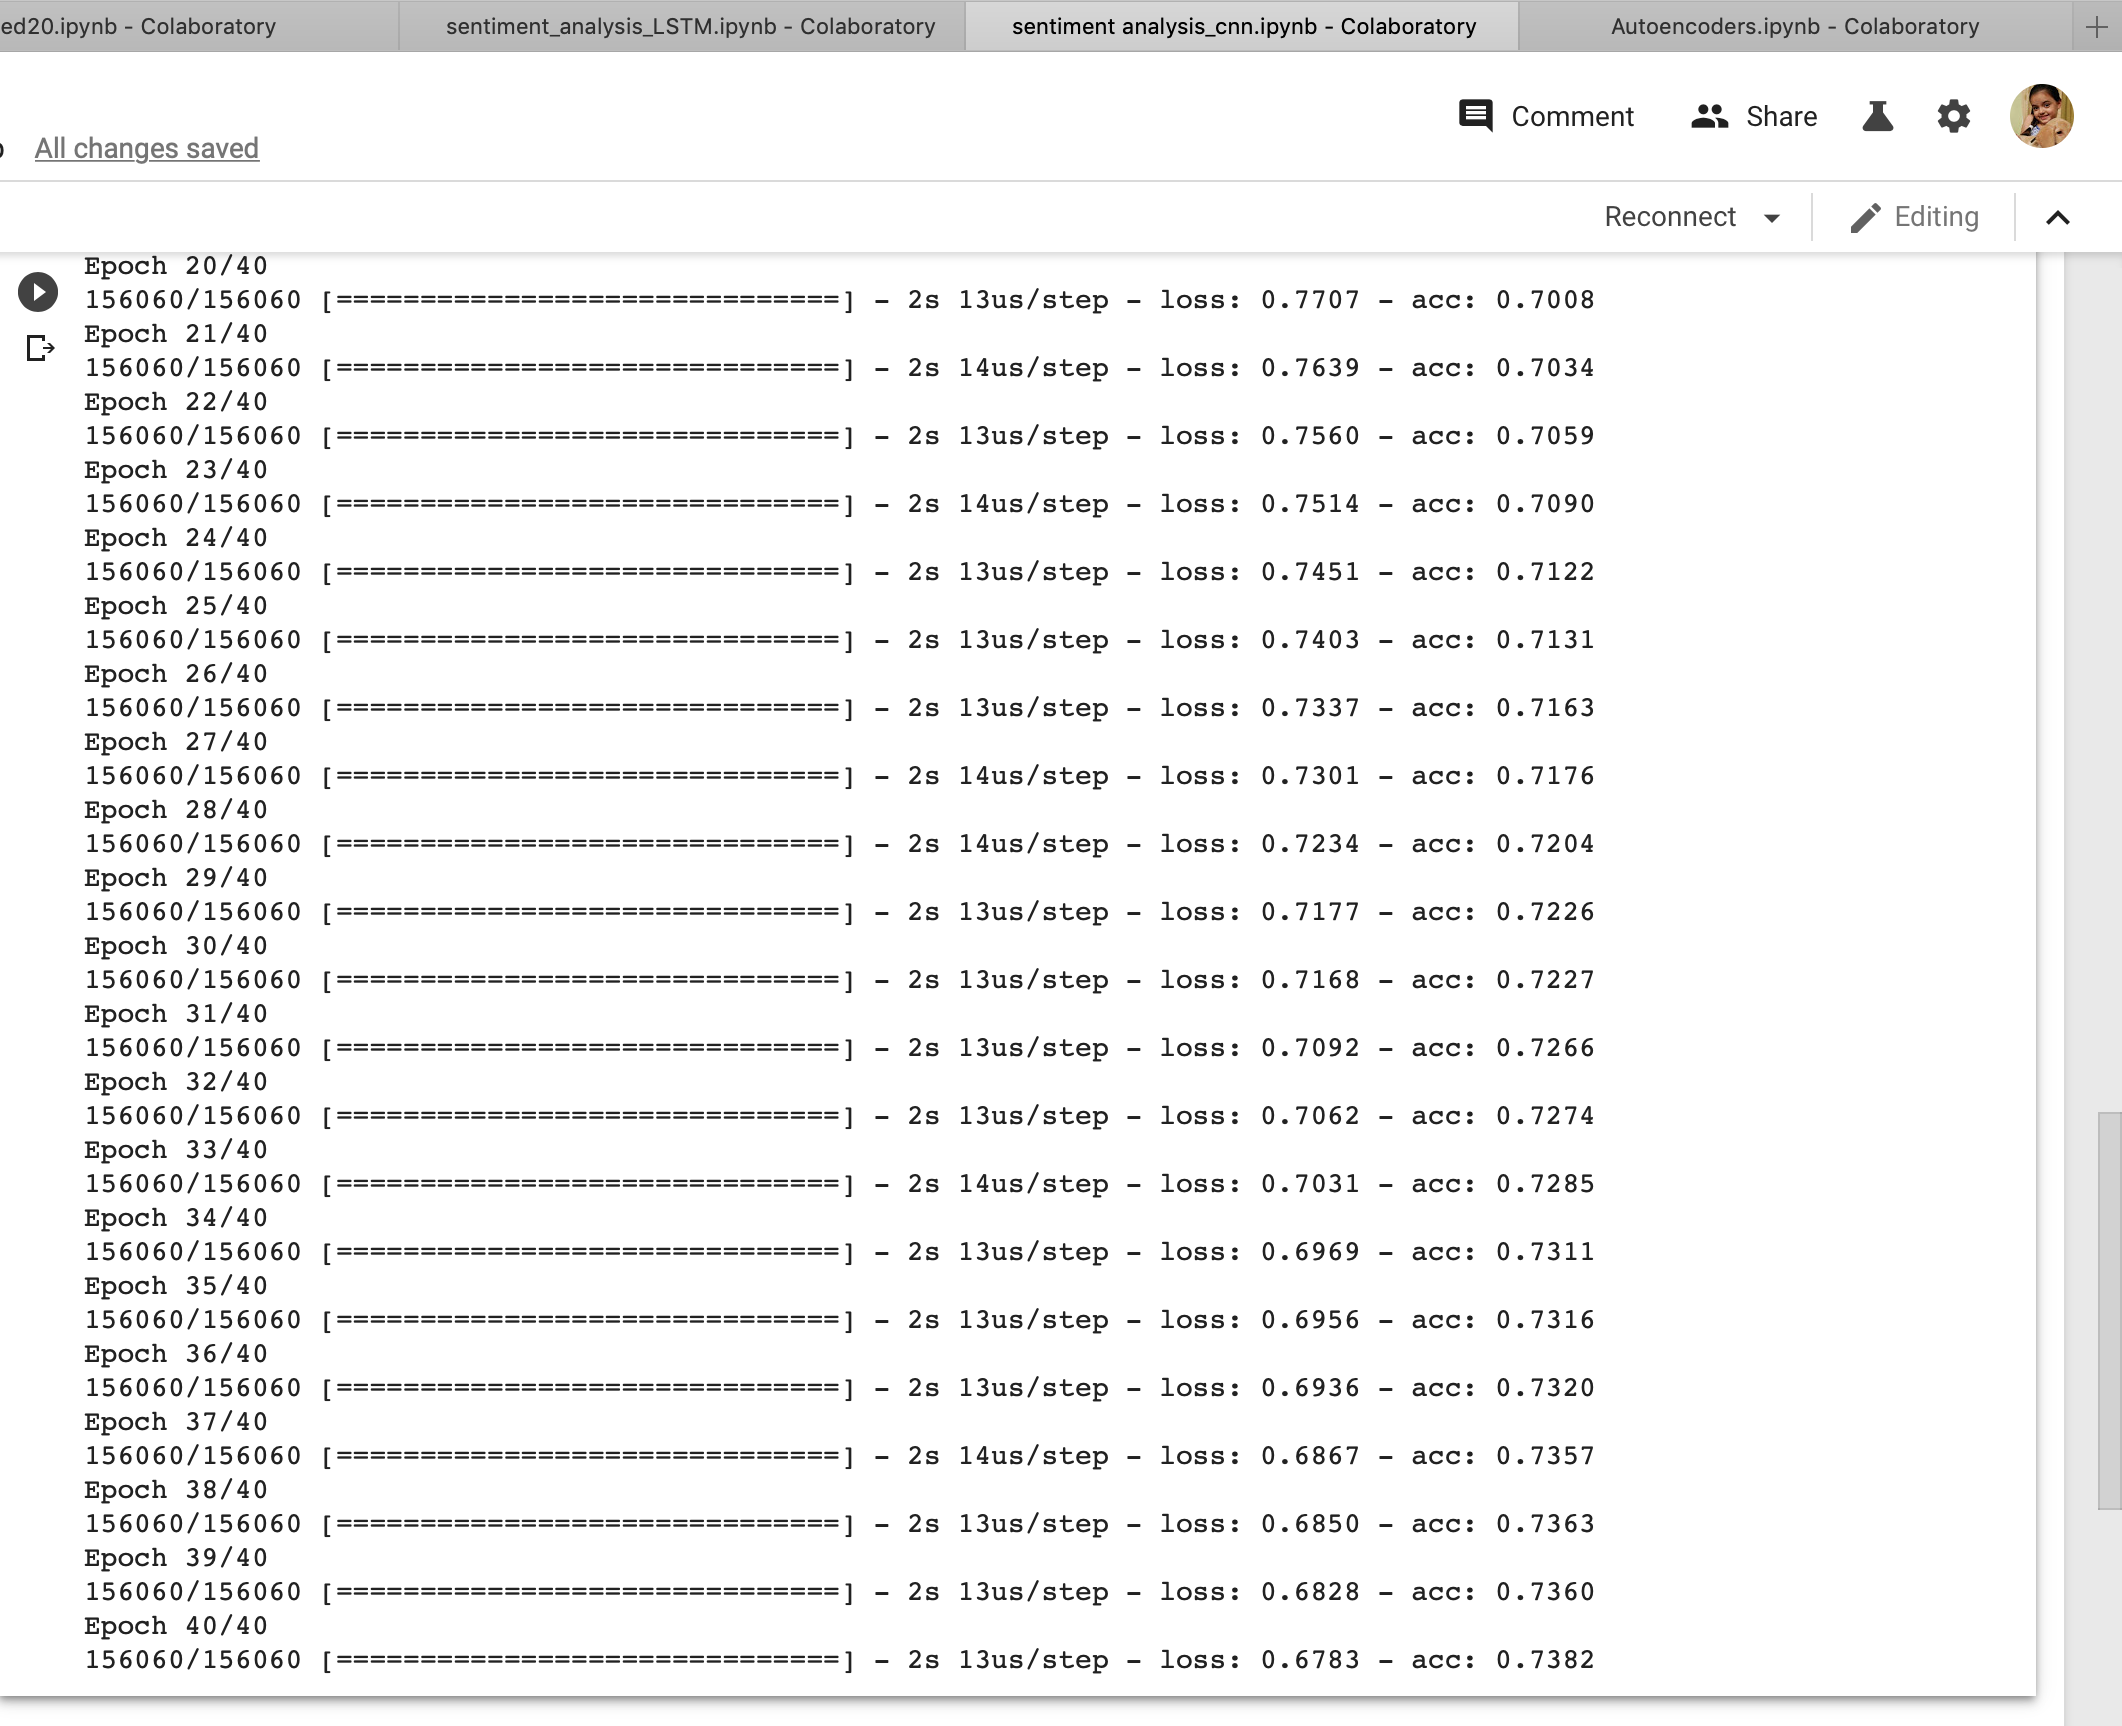 ed20.ipynb - Colaboratory
sentiment_analysis_LSTM.ipynb - Colaboratory
sentiment analysis_cnn.ipynb - Colaboratory
Autoencoders.ipynb - Colaboratory
Comment
Share
All changes saved
Reconnect
Editing
Epoch 20/40
156060/156060 [==============================] - 2s 13us/step - loss: 0.7707 - acc: 0.7008
Epoch 21/40
156060/156060 [==============================] - 2s 14us/step - loss: 0.7639 - acc: 0.7034
Epoch 22/40
156060/156060 [==============================] - 2s 13us/step - loss: 0.7560 - acc: 0.7059
Epoch 23/40
156060/156060 [==============================] - 2s 14us/step - loss: 0.7514 - acc: 0.7090
Epoch 24/40
156060/156060 [==============================] - 2s 13us/step - loss: 0.7451 - acc: 0.7122
Epoch 25/40
156060/156060 [==============================] - 2s 13us/step - loss: 0.7403 - acc: 0.7131
Epoch 26/40
156060/156060 [==============================] - 2s 13us/step - loss: 0.7337 - acc: 0.7163
Epoch 27/40
156060/156060 [==============================] - 2s 14us/step - loss: 0.7301 - acc: 0.7176
Epoch 28/40
156060/156060 [==============================] - 2s 14us/step - loss: 0.7234 - acc: 0.7204
Epoch 29/40
156060/156060 [==============================] - 2s 13us/step - loss: 0.7177 - acc: 0.7226
Epoch 30/40
156060/156060 [==============================] - 2s 13us/step - loss: 0.7168 - acc: 0.7227
Epoch 31/40
156060/156060 [==============================] - 2s 13us/step - loss: 0.7092 - acc: 0.7266
Epoch 32/40
156060/156060 [==============================] - 2s 13us/step - loss: 0.7062 - acc: 0.7274
Epoch 33/40
156060/156060 [==============================] - 2s 14us/step - loss: 0.7031 - acc: 0.7285
Epoch 34/40
156060/156060 [==============================] - 2s 13us/step - loss: 0.6969 - acc: 0.7311
Epoch 35/40
156060/156060 [==============================] - 2s 13us/step - loss: 0.6956 - acc: 0.7316
Epoch 36/40
156060/156060 [==============================] - 2s 13us/step - loss: 0.6936 - acc: 0.7320
Epoch 37/40
156060/156060 [==============================] - 2s 14us/step - loss: 0.6867 - acc: 0.7357
Epoch 38/40
156060/156060 [==============================] - 2s 13us/step - loss: 0.6850 - acc: 0.7363
Epoch 39/40
156060/156060 [==============================] - 2s 13us/step - loss: 0.6828 - acc: 0.7360
Epoch 40/40
156060/156060 [==============================] - 2s 13us/step - loss: 0.6783 - acc: 0.7382